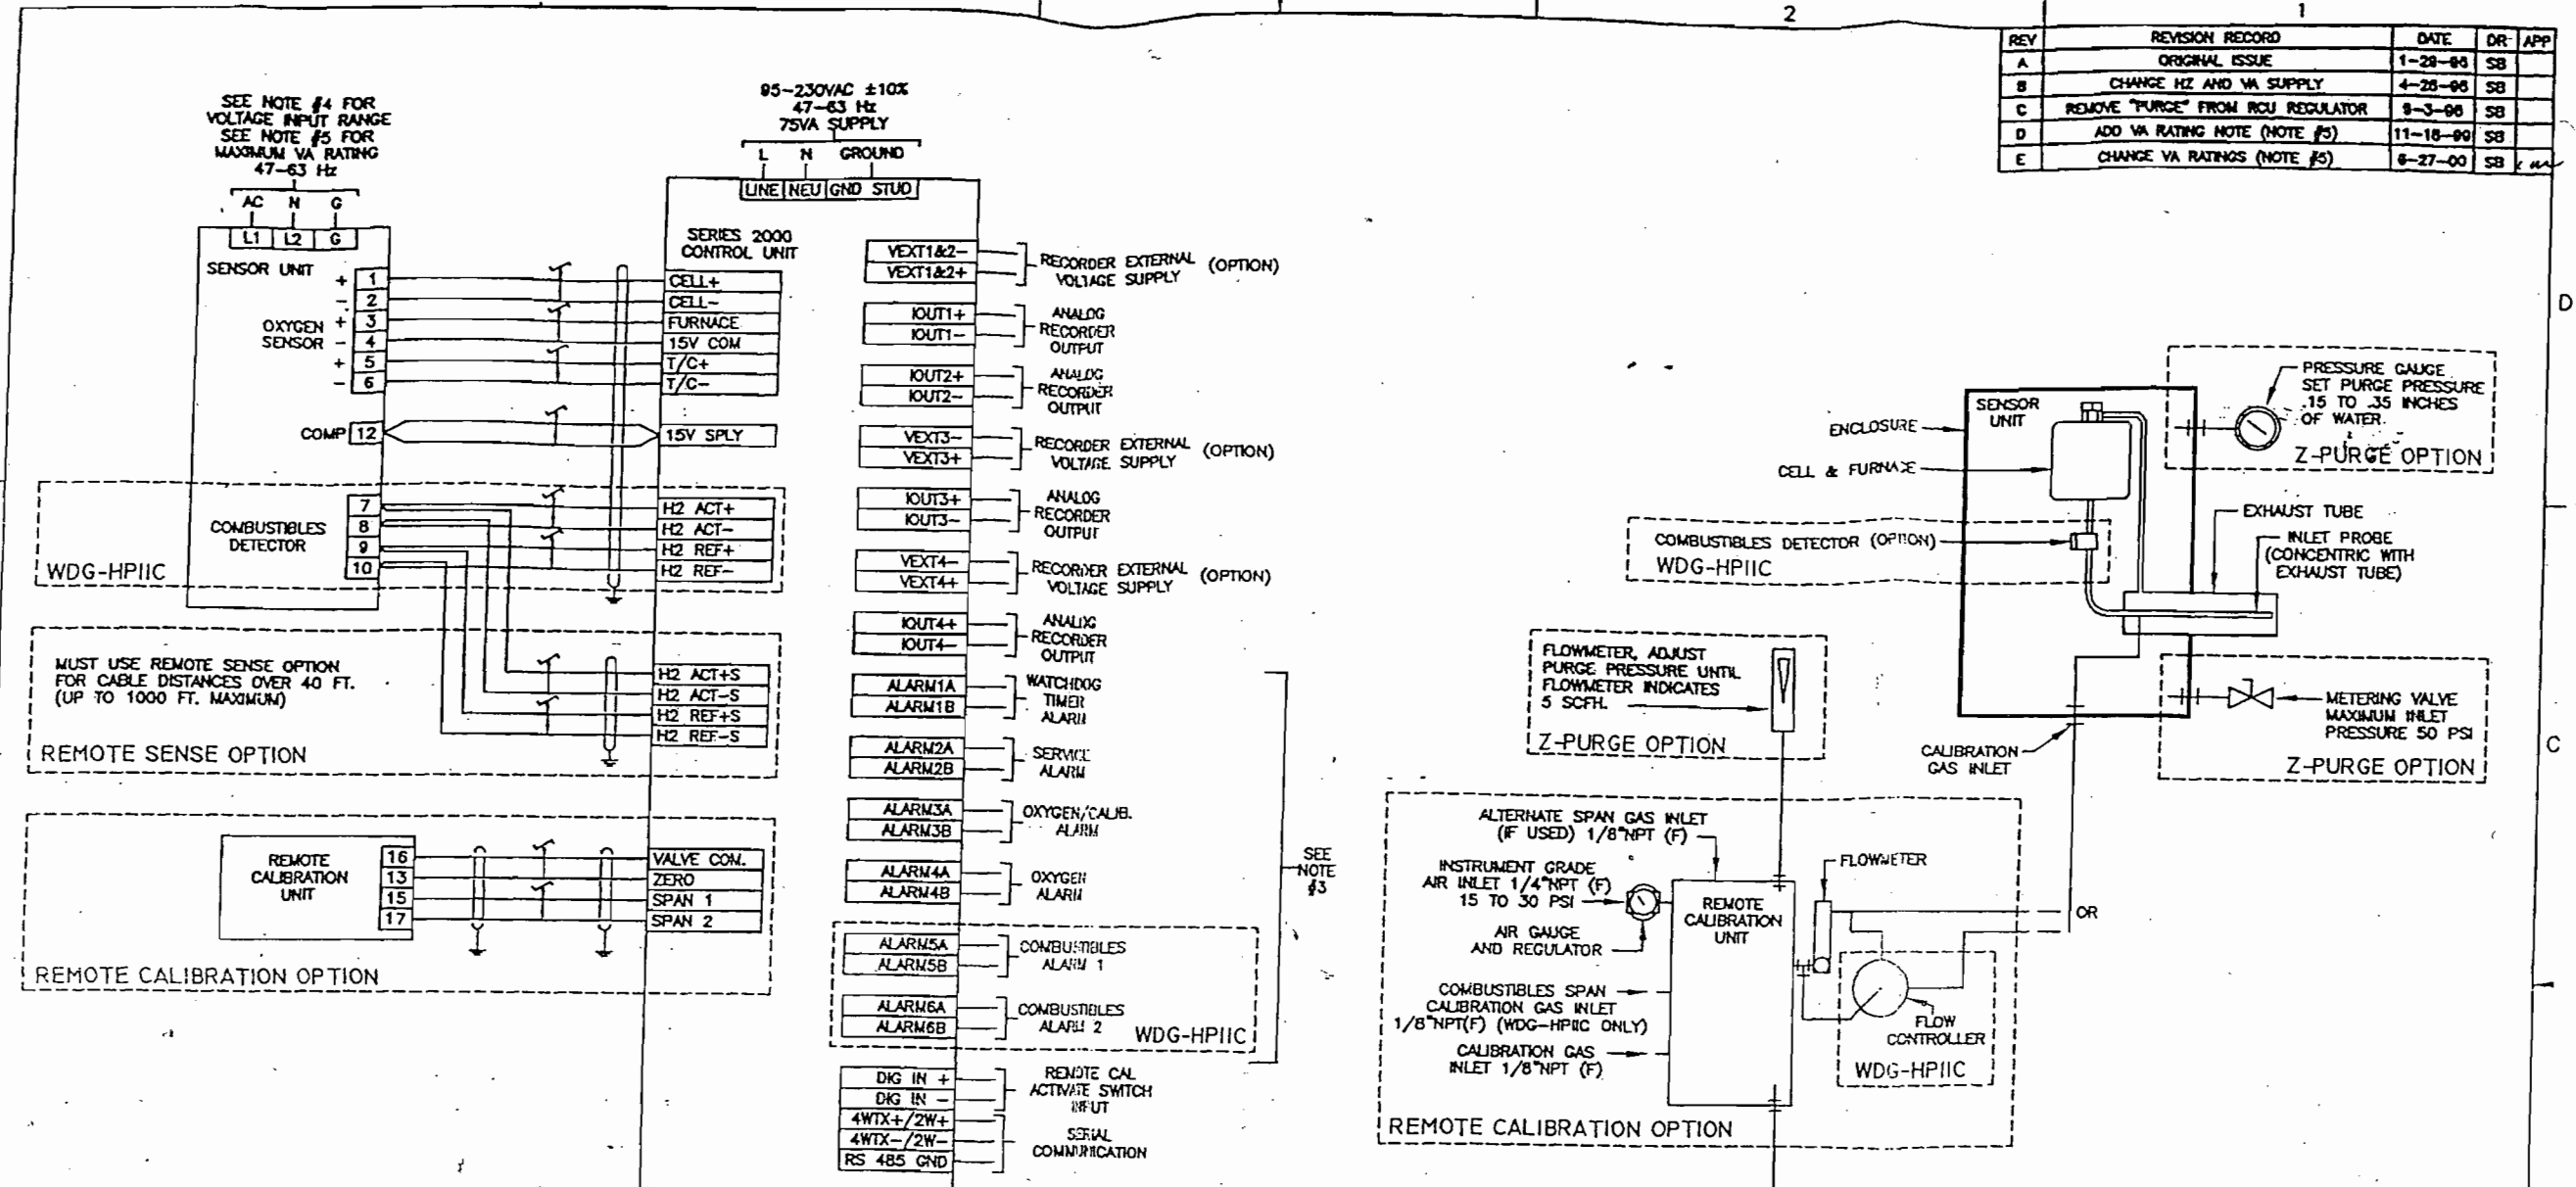 2
1
REV REVISION RECORD DATE DR APP
A ORIGINAL ISSUE SB
B CHANGE HZ AND VA SUPPLY 4-26-96 SB
C REMOVE "PURGE" FROM RCU REGULATOR 9-3-96 SB
D ADD VA RATING NOTE (NOTE #5) 11-18-99 SB
E CHANGE VA RATINGS (NOTE #5) 6-27-00 SB
D
C
SEE NOTE #4 FOR
VOLTAGE INPUT RANGE
SEE NOTE #5 FOR
MAXIMUM VA RATING
47-63 Hz
AC N G
L1 L2 G
SENSOR UNIT
OXYGEN
SENSOR
+ 1
- 2
+ 3
- 4
+ 5
- 6
COMP 12
COMBUSTIBLES
DETECTOR
7
8
9
10
WDG-HPIIC
MUST USE REMOTE SENSE OPTION
FOR CABLE DISTANCES OVER 40 FT.
(UP TO 1000 FT. MAXIMUM)
REMOTE SENSE OPTION
REMOTE
CALIBRATION
UNIT
16
13
15
17
REMOTE CALIBRATION OPTION
95-230VAC ±10%
47-63 Hz
75VA SUPPLY
L N GROUND
LINE NEU GND STUD
SERIES 2000
CONTROL UNIT
CELL+
CELL-
FURNACE
15V COM
T/C+
T/C-
15V SPLY
H2 ACT+
H2 ACT-
H2 REF+
H2 REF-
H2 ACT+S
H2 ACT-S
H2 REF+S
H2 REF-S
VALVE COM.
ZERO
SPAN 1
SPAN 2
VEXT1&2-
VEXT1&2+
RECORDER EXTERNAL (OPTION)
VOLTAGE SUPPLY
IOUT1+
IOUT1-
ANALOG
RECORDER
OUTPUT
IOUT2+
IOUT2-
ANALOG
RECORDER
OUTPUT
VEXT3-
VEXT3+
RECORDER EXTERNAL (OPTION)
VOLTAGE SUPPLY
IOUT3+
IOUT3-
ANALOG
RECORDER
OUTPUT
VEXT4-
VEXT4+
RECORDER EXTERNAL (OPTION)
VOLTAGE SUPPLY
IOUT4+
IOUT4-
ANALOG
RECORDER
OUTPUT
ALARM1A
ALARM1B
WATCHDOG
TIMER
ALARM
ALARM2A
ALARM2B
SERVICE
ALARM
ALARM3A
ALARM3B
OXYGEN/CALIB.
ALARM
ALARM4A
ALARM4B
OXYGEN
ALARM
ALARM5A
ALARM5B
COMBUSTIBLES
ALARM 1
ALARM6A
ALARM6B
COMBUSTIBLES
ALARM 2
WDG-HPIIC
SEE
NOTE
#3
DIG IN +
DIG IN -
REMOTE CAL
ACTIVATE SWITCH
INPUT
4WTX+/2W+
4WTX-/2W-
RS 485 GND
SERIAL
COMMUNICATION
PRESSURE GAUGE
SET PURGE PRESSURE
.15 TO .35 INCHES
OF WATER.
Z-PURGE OPTION
SENSOR
UNIT
ENCLOSURE
CELL & FURNACE
COMBUSTIBLES DETECTOR (OPTION)
WDG-HPIIC
EXHAUST TUBE
INLET PROBE
(CONCENTRIC WITH
EXHAUST TUBE)
FLOWMETER, ADJUST
PURGE PRESSURE UNTIL
FLOWMETER INDICATES
5 SCFH.
Z-PURGE OPTION
METERING VALVE
MAXIMUM INLET
PRESSURE 50 PSI
Z-PURGE OPTION
CALIBRATION
GAS INLET
ALTERNATE SPAN GAS INLET
(IF USED) 1/8"NPT (F)
INSTRUMENT GRADE
AIR INLET 1/4"NPT (F)
15 TO 30 PSI
AIR GAUGE
AND REGULATOR
COMBUSTIBLES SPAN
CALIBRATION GAS INLET
1/8"NPT(F) (WDG-HPIIC ONLY)
CALIBRATION GAS
INLET 1/8"NPT (F)
REMOTE
CALIBRATION
UNIT
FLOWMETER
OR
FLOW
CONTROLLER
WDG-HPIIC
REMOTE CALIBRATION OPTION